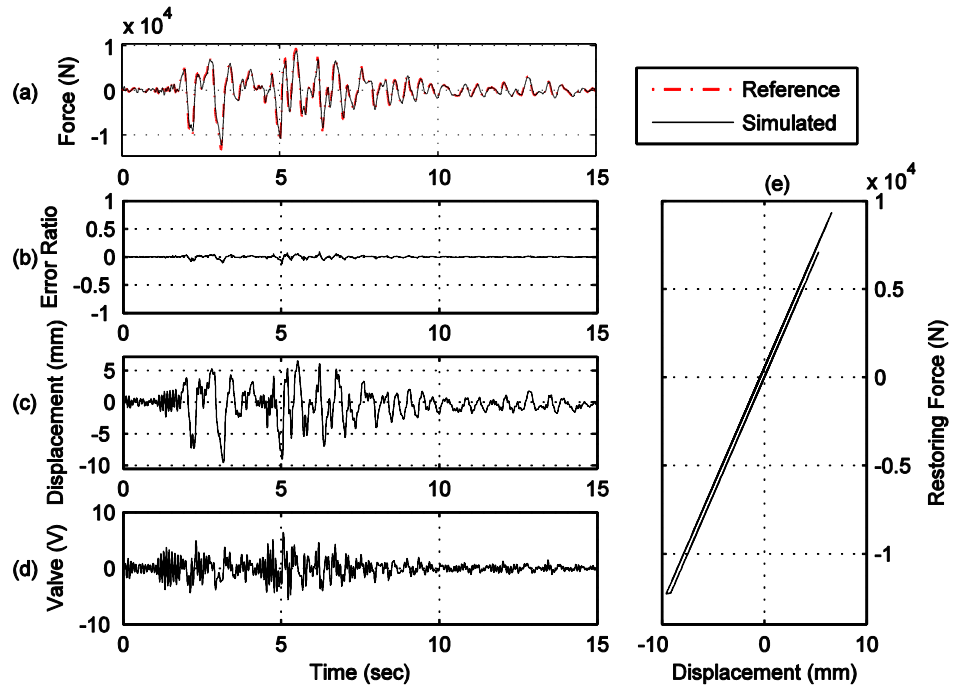 x 10^4
(a)
Force (N)
1
0
-1
0 5 10 15
Reference
Simulated
(b)
Error Ratio
1
0.5
0
-0.5
-1
0 5 10 15
(c)
Displacement (mm)
5
0
-5
-10
0 5 10 15
(d)
Valve (V)
10
0
-10
0 5 10 15
Time (sec)
(e)
x 10^4
1
0.5
0
-0.5
-1
Restoring Force (N)
-10 0 10
Displacement (mm)